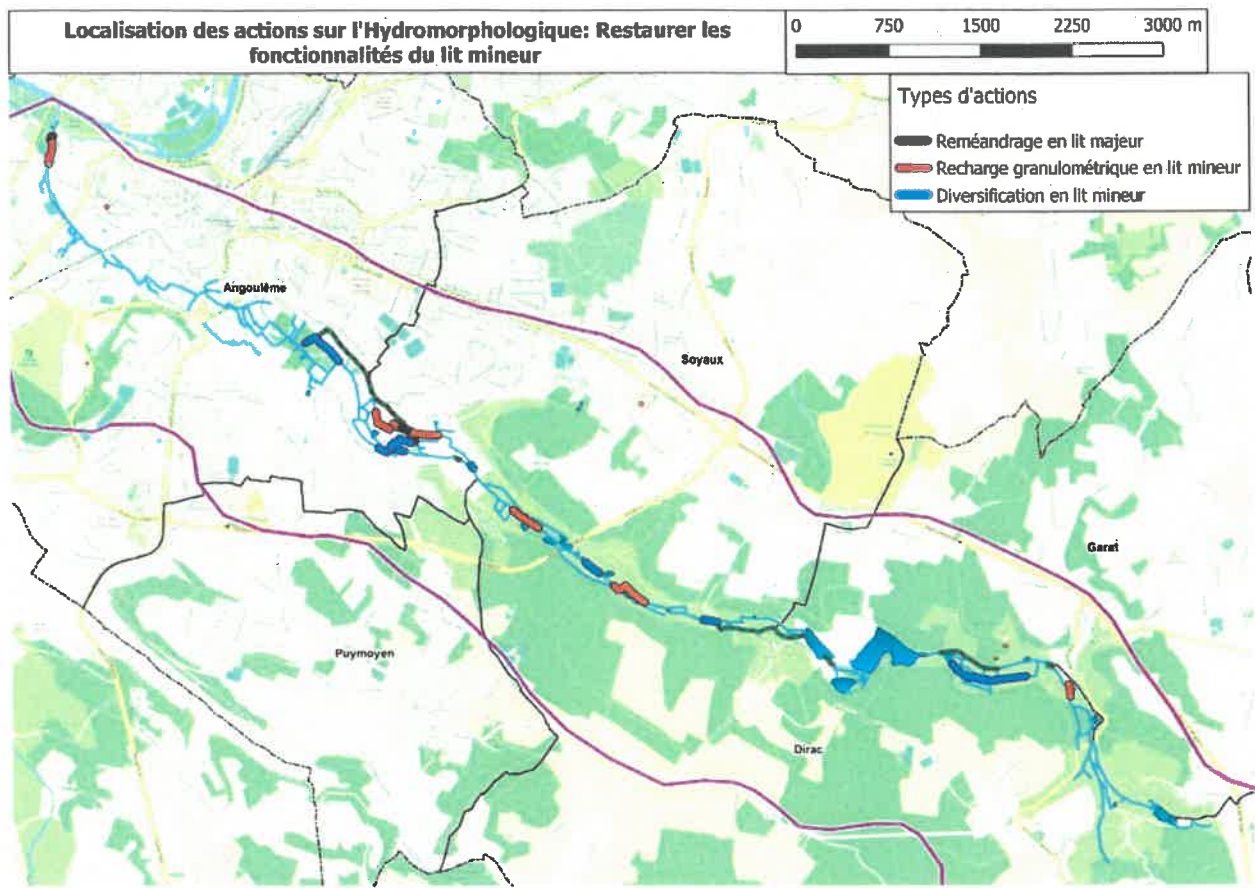 Localisation des actions sur l'Hydromorphologique: Restaurer les
fonctionnalités du lit mineur
0 750 1500 2250 3000 m
Types d'actions
Reméandrage en lit majeur
Recharge granulométrique en lit mineur
Diversification en lit mineur
Angoulême
Soyaux
Garat
Puymoyen
Dirac